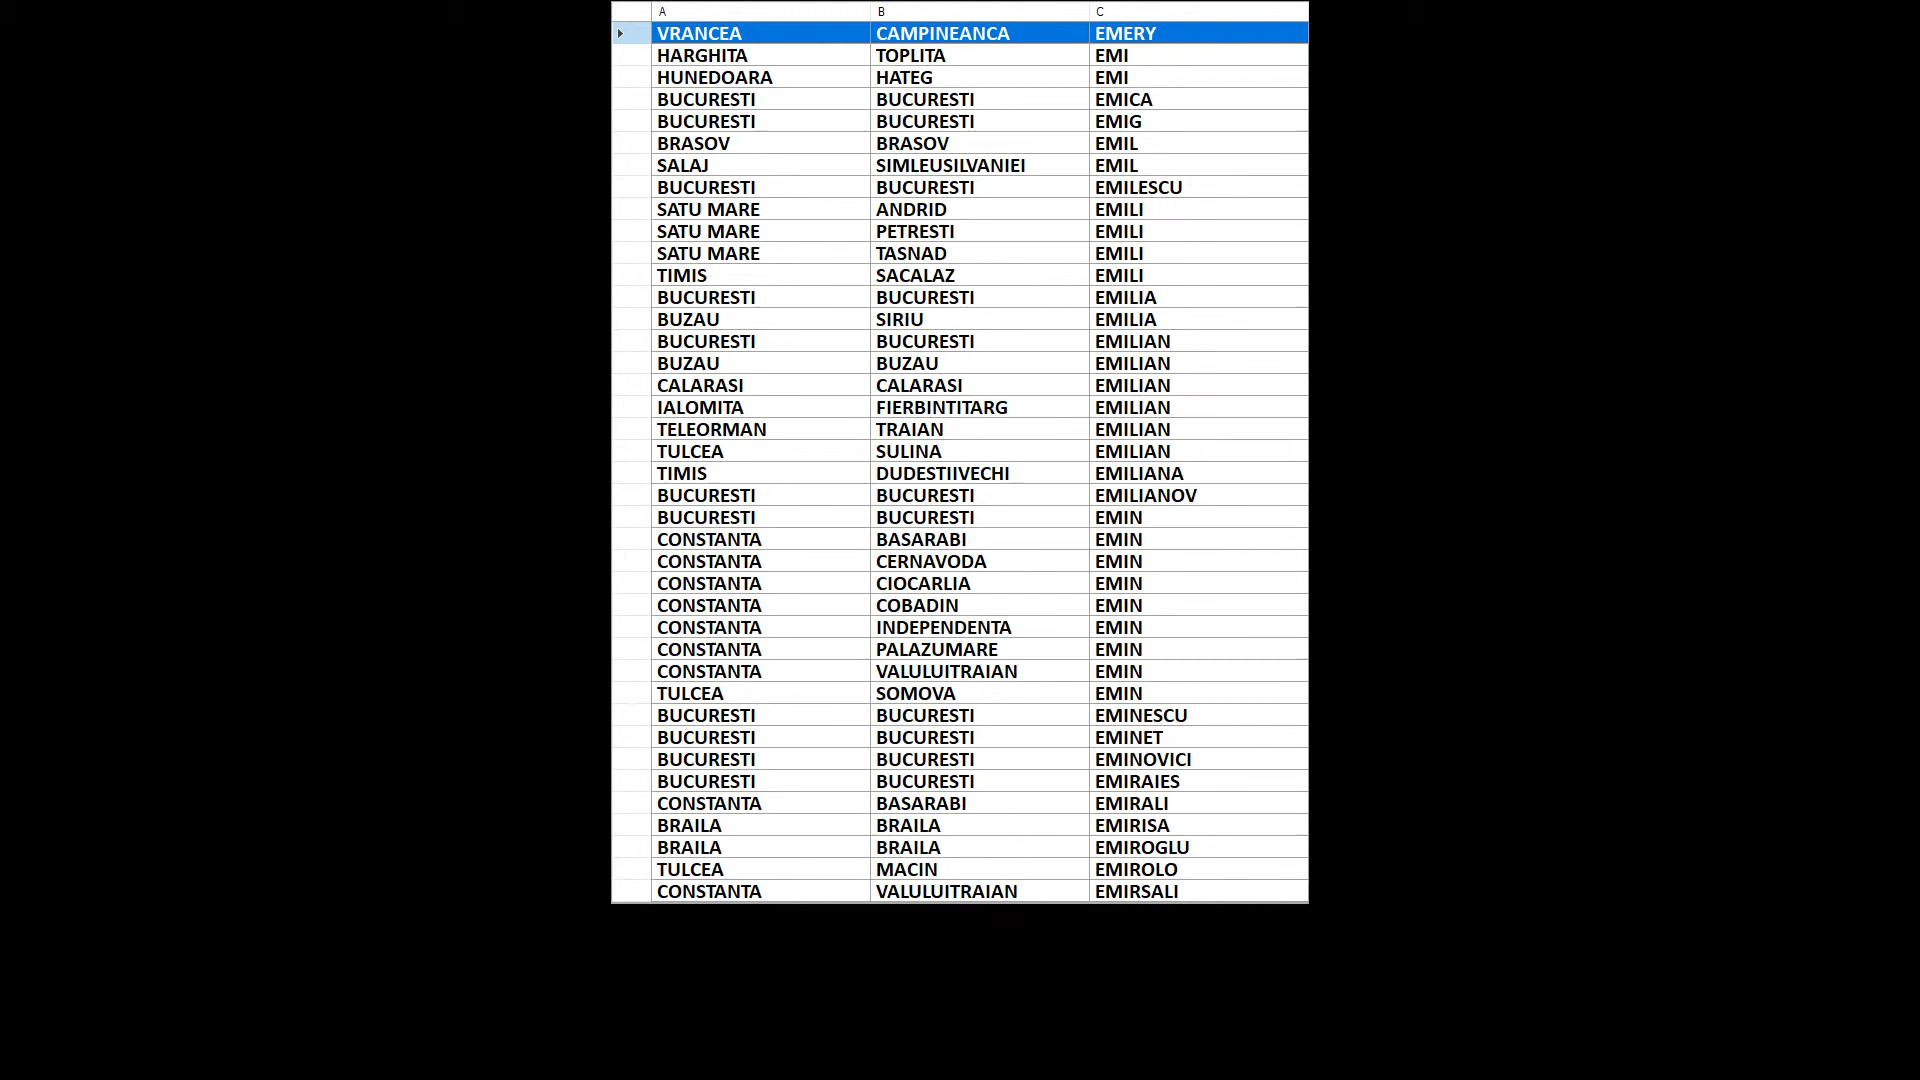 A B C
VRANCEA CAMPINEANCA EMERY
HARGHITA TOPLITA EMI
HUNEDOARA HATEG EMI
BUCURESTI BUCURESTI EMICA
BUCURESTI BUCURESTI EMIG
BRASOV BRASOV EMIL
SALAJ SIMLEUSILVANIEI EMIL
BUCURESTI BUCURESTI EMILESCU
SATU MARE ANDRID EMILI
SATU MARE PETRESTI EMILI
SATU MARE TASNAD EMILI
TIMIS SACALAZ EMILI
BUCURESTI BUCURESTI EMILIA
BUZAU SIRIU EMILIA
BUCURESTI BUCURESTI EMILIAN
BUZAU BUZAU EMILIAN
CALARASI CALARASI EMILIAN
IALOMITA FIERBINTITARG EMILIAN
TELEORMAN TRAIAN EMILIAN
TULCEA SULINA EMILIAN
TIMIS DUDESTIIVECHI EMILIANA
BUCURESTI BUCURESTI EMILIANOV
BUCURESTI BUCURESTI EMIN
CONSTANTA BASARABI EMIN
CONSTANTA CERNAVODA EMIN
CONSTANTA CIOCARLIA EMIN
CONSTANTA COBADIN EMIN
CONSTANTA INDEPENDENTA EMIN
CONSTANTA PALAZUMARE EMIN
CONSTANTA VALULUITRAIAN EMIN
TULCEA SOMOVA EMIN
BUCURESTI BUCURESTI EMINESCU
BUCURESTI BUCURESTI EMINET
BUCURESTI BUCURESTI EMINOVICI
BUCURESTI BUCURESTI EMIRAIES
CONSTANTA BASARABI EMIRALI
BRAILA BRAILA EMIRISA
BRAILA BRAILA EMIROGLU
TULCEA MACIN EMIROLO
CONSTANTA VALULUITRAIAN EMIRSALI